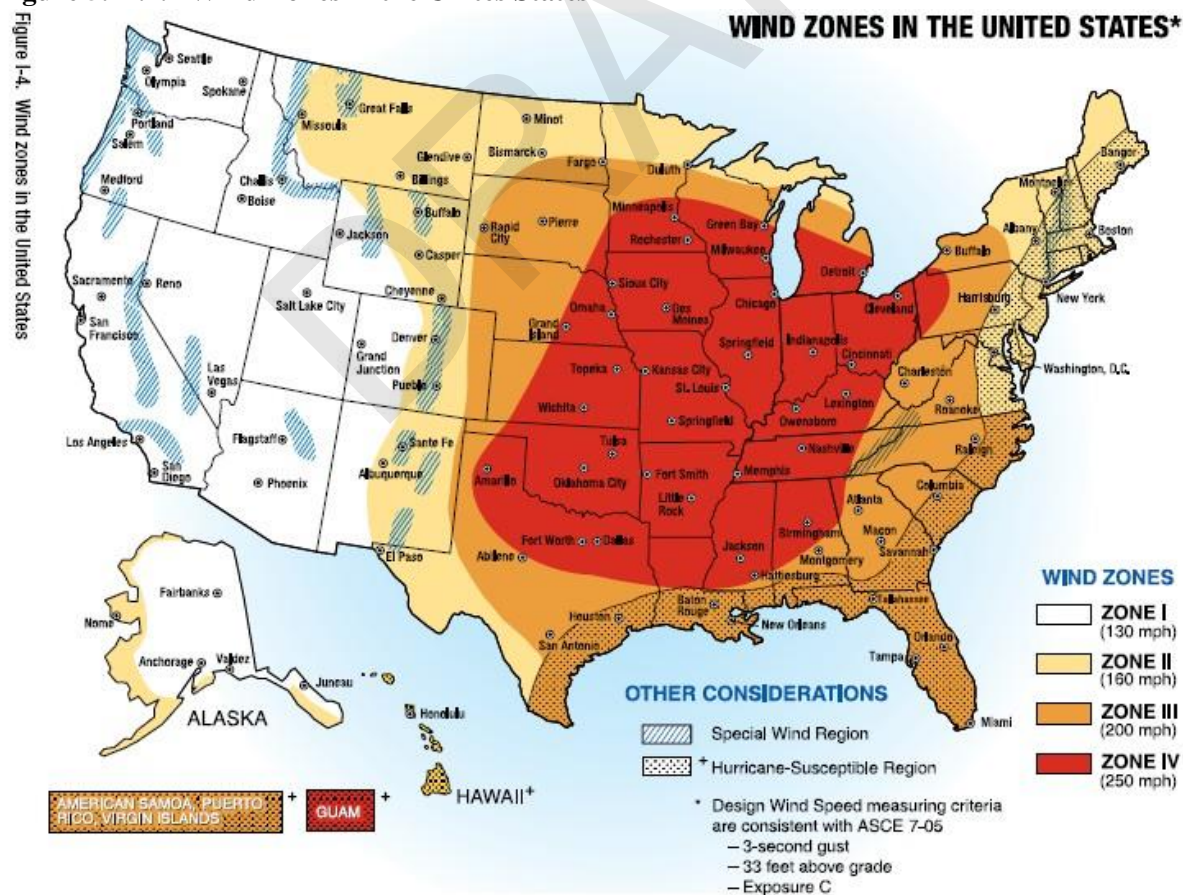 WIND ZONES IN THE UNITED STATES*
Figure I-4. Wind zones in the United States
DRA
Seattle
Olympia
Spokane
Portland
Salem
Medford
Missoula
Great Falls
Glendive
Billings
Challis
Boise
Buffalo
Jackson
Casper
Cheyenne
Minot
Bismarck
Fargo
Duluth
Rapid
City
Pierre
Minneapolis
Rochester
Green Bay
Milwaukee
Detroit
Chicago
Cleveland
Sioux City
Des
Moines
Omaha
Grand
Island
Sacramento
Reno
San
Francisco
Salt Lake City
Las
Vegas
Los Angeles
San
Diego
Flagstaff
Phoenix
Grand
Junction
Denver
Pueblo
Sante Fe
Albuquerque
El Paso
Topeka
Kansas City
St. Louis
Wichita
Springfield
Springfield
Indianapolis
Cincinnati
Lexington
Owensboro
Charleston
Roanoke
Raleigh
Nashville
Memphis
Tulsa
Oklahoma City
Amarillo
Fort Smith
Little
Rock
Fort Worth
Dallas
Abilene
Jackson
Hattiesburg
Birmingham
Montgomery
Atlanta
Macon
Columbia
Savannah
Tallahassee
Orlando
Tampa
Miami
Houston
San Antonio
Baton
Rouge
New Orleans
Bangor
Montpelier
Albany
Boston
Buffalo
Harrisburg
New York
Washington, D.C.
Fairbanks
Nome
Anchorage
Valdez
Juneau
ALASKA
Honolulu
HAWAII+
AMERICAN SAMOA, PUERTO
RICO, VIRGIN ISLANDS
+
GUAM
+
WIND ZONES
ZONE I
(130 mph)
ZONE II
(160 mph)
ZONE III
(200 mph)
ZONE IV
(250 mph)
OTHER CONSIDERATIONS
Special Wind Region
+ Hurricane-Susceptible Region
* Design Wind Speed measuring criteria
are consistent with ASCE 7-05
– 3-second gust
– 33 feet above grade
– Exposure C